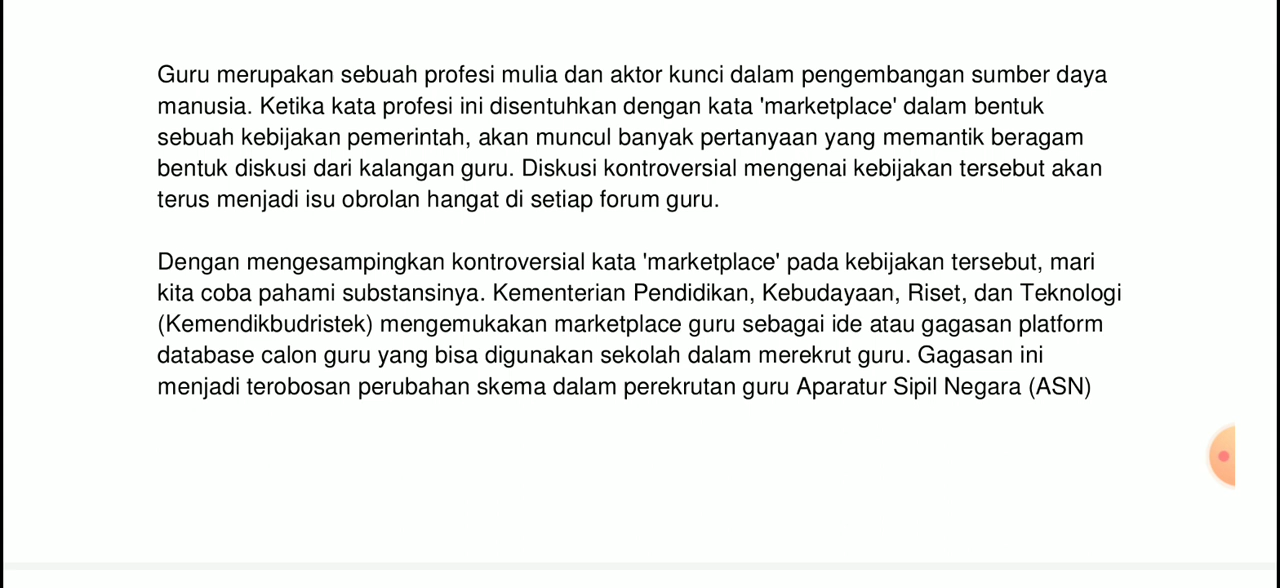 Guru merupakan sebuah profesi mulia dan aktor kunci dalam pengembangan sumber daya
manusia. Ketika kata profesi ini disentuhkan dengan kata 'marketplace' dalam bentuk
sebuah kebijakan pemerintah, akan muncul banyak pertanyaan yang memantik beragam
bentuk diskusi dari kalangan guru. Diskusi kontroversial mengenai kebijakan tersebut akan
terus menjadi isu obrolan hangat di setiap forum guru.
Dengan mengesampingkan kontroversial kata 'marketplace' pada kebijakan tersebut, mari
kita coba pahami substansinya. Kementerian Pendidikan, Kebudayaan, Riset, dan Teknologi
(Kemendikbudristek) mengemukakan marketplace guru sebagai ide atau gagasan platform
database calon guru yang bisa digunakan sekolah dalam merekrut guru. Gagasan ini
menjadi terobosan perubahan skema dalam perekrutan guru Aparatur Sipil Negara (ASN)